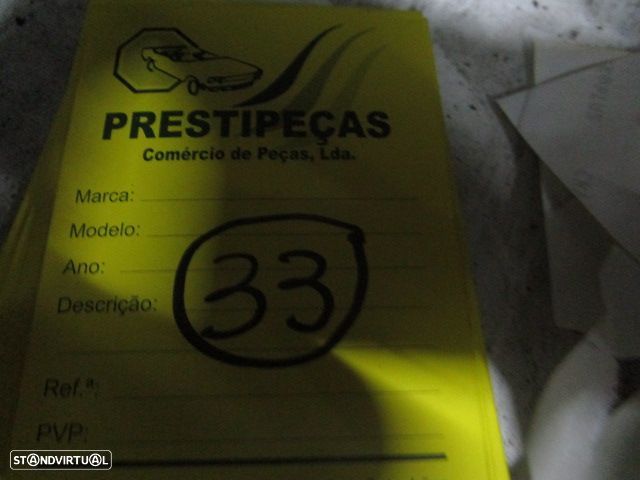 PRESTIPEÇAS
Comércio de Peças, Lda.
Marca:
Modelo:
Ano:
Descrição:
33
Ref.ª:
PVP:
STANDVIRTUAL